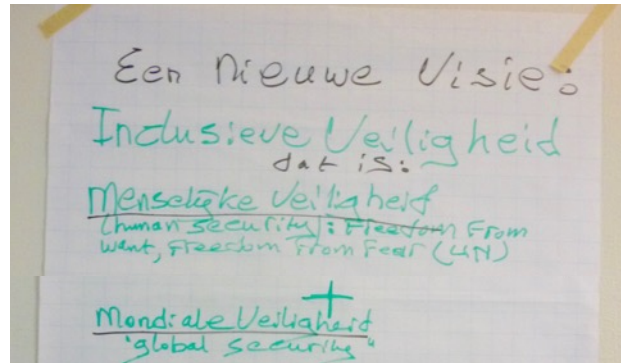 Een nieuwe Visie:
Inclusieve Veiligheid
dat is:
Menselijke Veiligheid
(human security): Freedom From
want, Freedom From Fear (UN)
+
Mondiale Veiligheid
"global security"